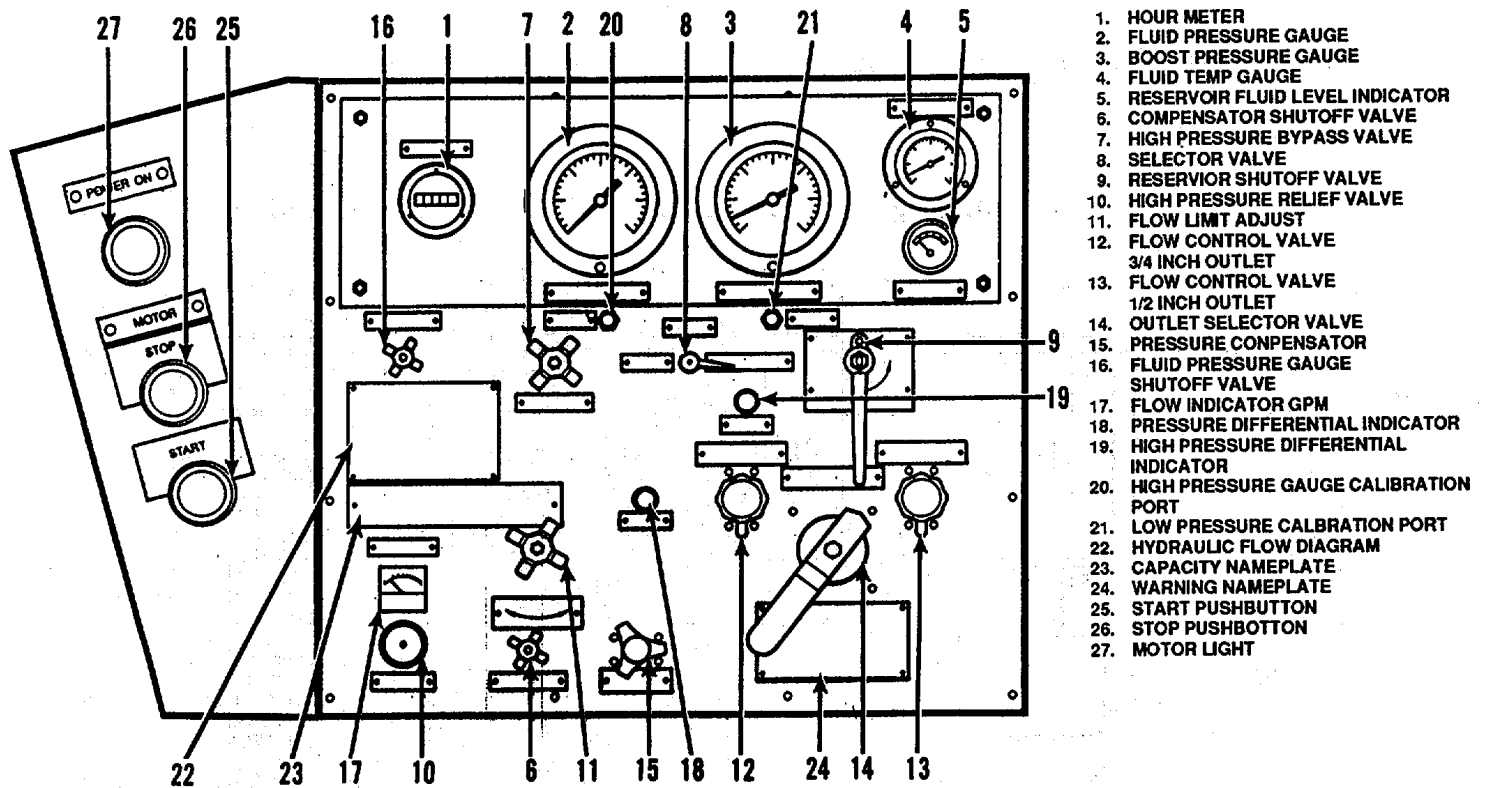 27
26
25
16
1
7
2
20
8
3
21
4
5
POWER ON
MOTOR
STOP
START
9
19
22
23
17
10
6
11
15
18
12
24
14
13
1. HOUR METER
2. FLUID PRESSURE GAUGE
3. BOOST PRESSURE GAUGE
4. FLUID TEMP GAUGE
5. RESERVOIR FLUID LEVEL INDICATOR
6. COMPENSATOR SHUTOFF VALVE
7. HIGH PRESSURE BYPASS VALVE
8. SELECTOR VALVE
9. RESERVIOR SHUTOFF VALVE
10. HIGH PRESSURE RELIEF VALVE
11. FLOW LIMIT ADJUST
12. FLOW CONTROL VALVE
3/4 INCH OUTLET
13. FLOW CONTROL VALVE
1/2 INCH OUTLET
14. OUTLET SELECTOR VALVE
15. PRESSURE CONPENSATOR
16. FLUID PRESSURE GAUGE
SHUTOFF VALVE
17. FLOW INDICATOR GPM
18. PRESSURE DIFFERENTIAL INDICATOR
19. HIGH PRESSURE DIFFERENTIAL
INDICATOR
20. HIGH PRESSURE GAUGE CALIBRATION
PORT
21. LOW PRESSURE CALBRATION PORT
22. HYDRAULIC FLOW DIAGRAM
23. CAPACITY NAMEPLATE
24. WARNING NAMEPLATE
25. START PUSHBUTTON
26. STOP PUSHBOTTON
27. MOTOR LIGHT